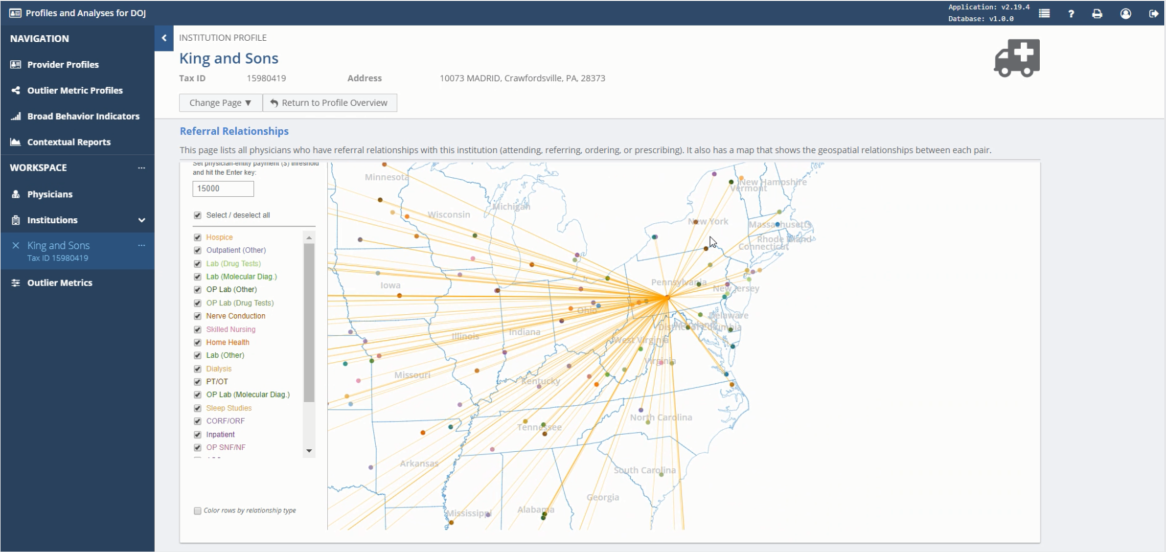 Profiles and Analyses for DOJ
Application: v2.19.4
Database: v1.0.0
?
NAVIGATION
Provider Profiles
Outlier Metric Profiles
Broad Behavior Indicators
Contextual Reports
WORKSPACE
Physicians
Institutions
King and Sons
Tax ID 15980419
Outlier Metrics
INSTITUTION PROFILE
King and Sons
Tax ID 15980419 Address 10073 MADRID, Crawfordsville, PA, 28373
Change Page ▼ Return to Profile Overview
Referral Relationships
This page lists all physicians who have referral relationships with this institution (attending, referring, ordering, or prescribing). It also has a map that shows the geospatial relationships between each pair.
Set physician-entity payment ($) threshold
and hit the Enter key:
15000
Select / deselect all
Hospice
Outpatient (Other)
Lab (Drug Tests)
Lab (Molecular Diag.)
OP Lab (Other)
OP Lab (Drug Tests)
Nerve Conduction
Skilled Nursing
Home Health
Lab (Other)
Dialysis
PT/OT
OP Lab (Molecular Diag.)
Sleep Studies
CORF/ORF
Inpatient
OP SNF/NF
Color rows by relationship type
Minnesota
Wisconsin
Michigan
New Hampshire
Vermont
New York
Massachusetts
Rhode Island
Connecticut
Iowa
Pennsylvania
New Jersey
Ohio
Delaware
District of Columbia
Illinois
Indiana
West Virginia
Virginia
Missouri
Kentucky
North Carolina
Tennessee
Arkansas
South Carolina
Georgia
Mississippi
Alabama